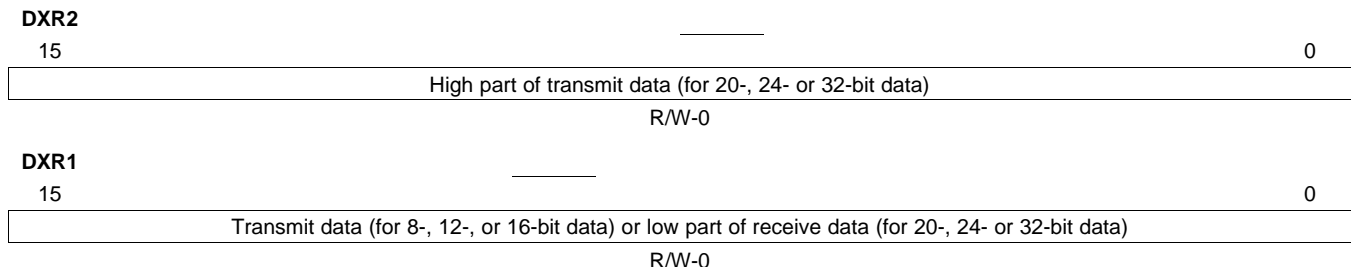 DXR2
15 0
High part of transmit data (for 20-, 24- or 32-bit data)
R/W-0
DXR1
15 0
Transmit data (for 8-, 12-, or 16-bit data) or low part of receive data (for 20-, 24- or 32-bit data)
R/W-0